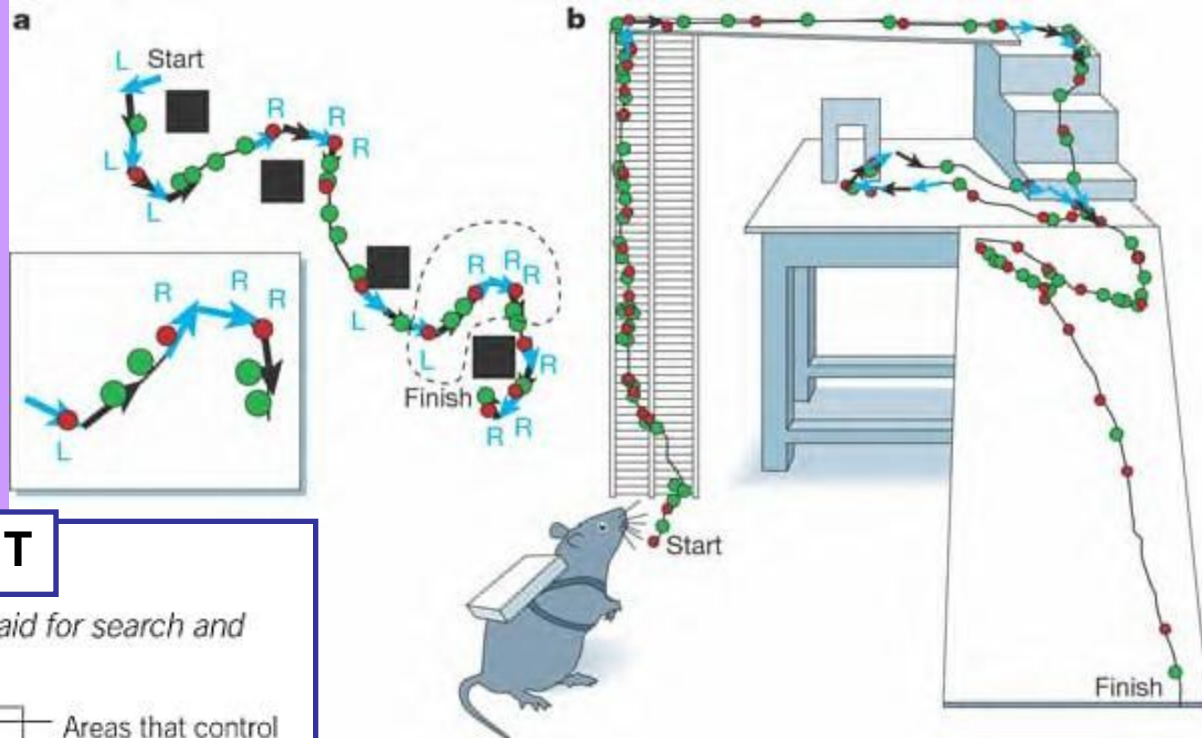 a
L Start
L
L
R
R
R
L
L
R
R
R
R
R
R
Finish
R
R
R
L
b
Start
Finish
T
aid for search and
Areas that control